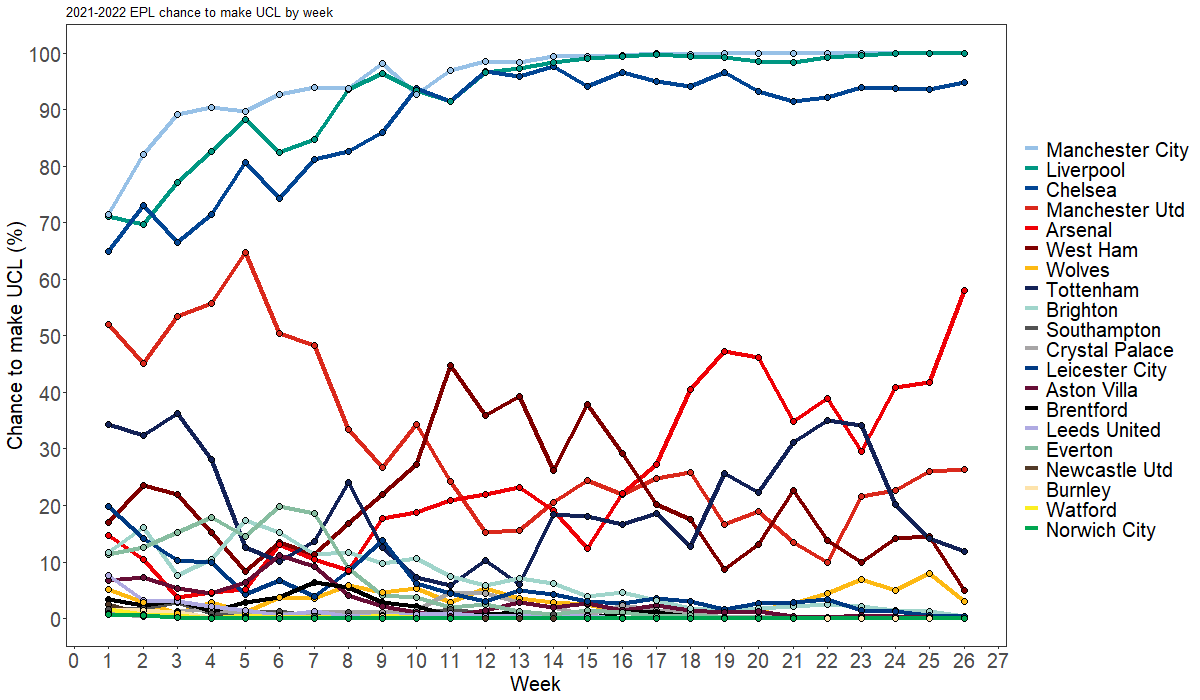 2021-2022 EPL chance to make UCL by week
Chance to make UCL (%)
100
90
80
70
60
50
40
30
20
10
0
0 1 2 3 4 5 6 7 8 9 10 11 12 13 14 15 16 17 18 19 20 21 22 23 24 25 26 27
Week
Manchester City
Liverpool
Chelsea
Manchester Utd
Arsenal
West Ham
Wolves
Tottenham
Brighton
Southampton
Crystal Palace
Leicester City
Aston Villa
Brentford
Leeds United
Everton
Newcastle Utd
Burnley
Watford
Norwich City